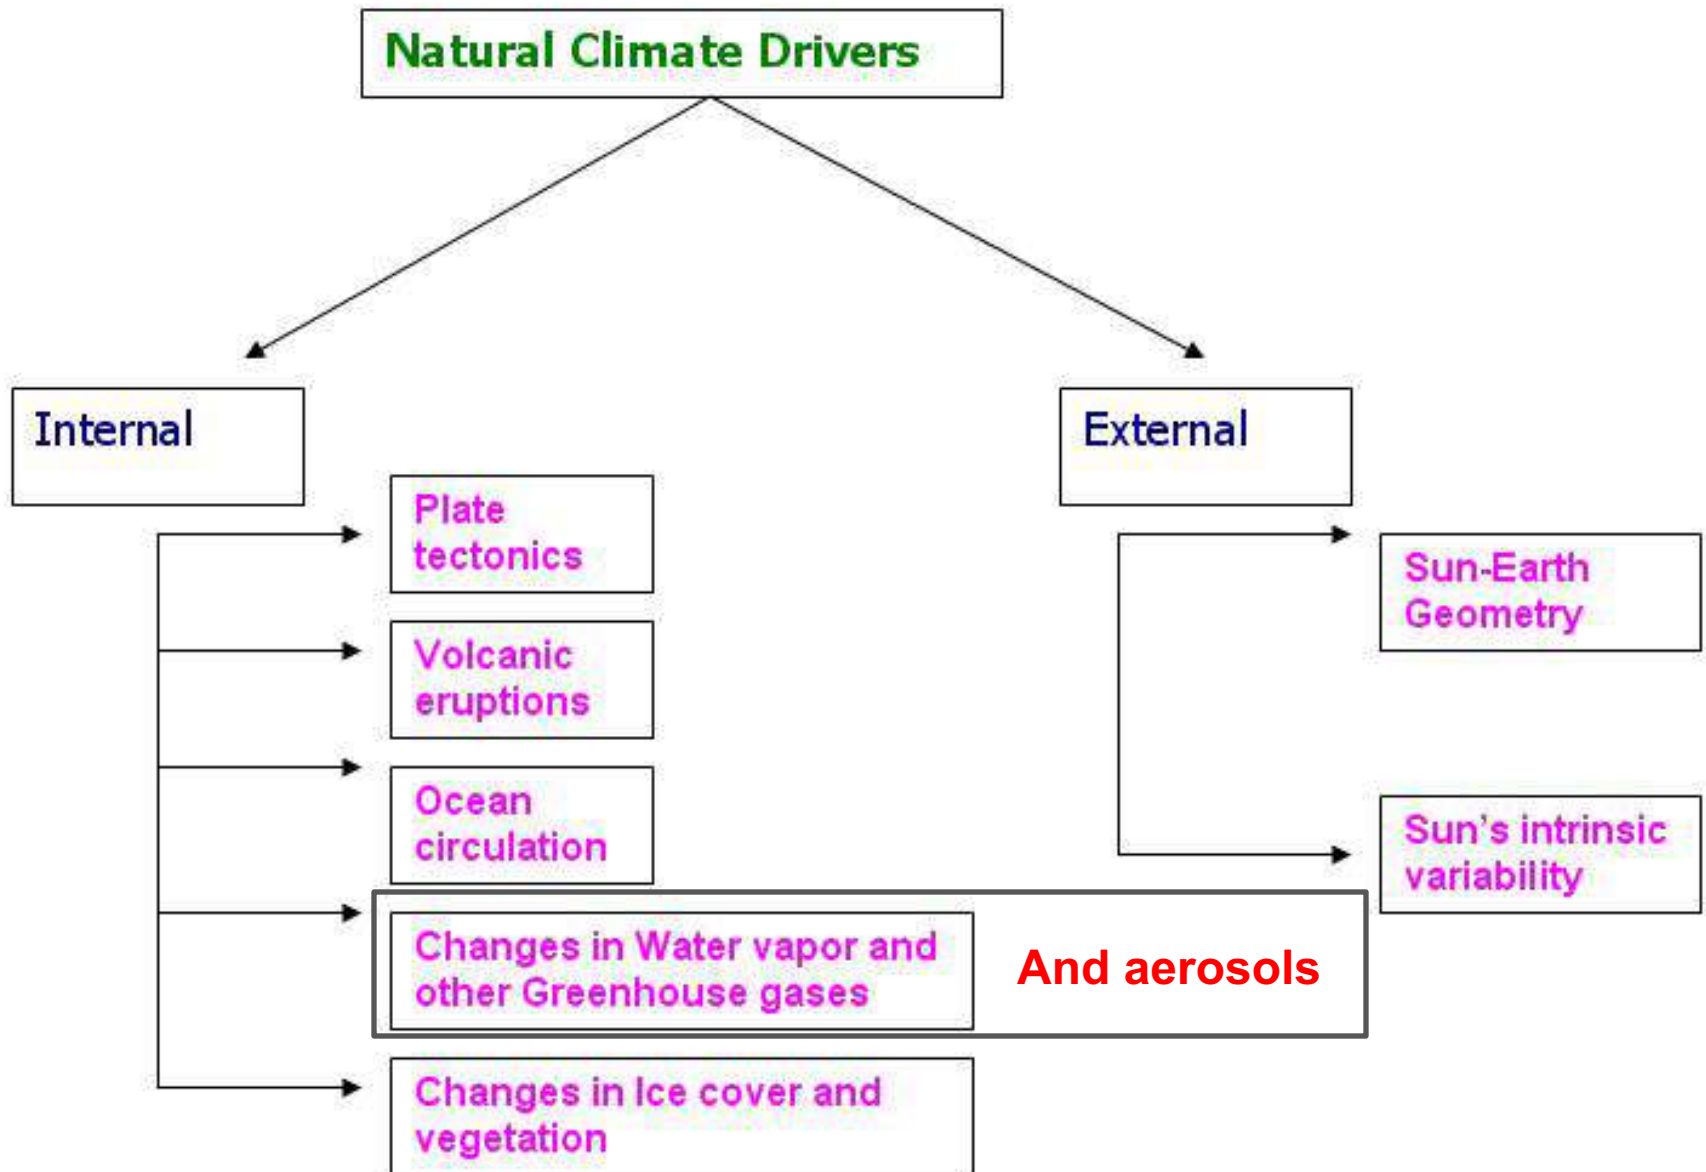 Natural Climate Drivers
Internal
Plate
tectonics
Volcanic
eruptions
Ocean
circulation
Changes in Water vapor and
other Greenhouse gases
And aerosols
Changes in Ice cover and
vegetation
External
Sun-Earth
Geometry
Sun's intrinsic
variability